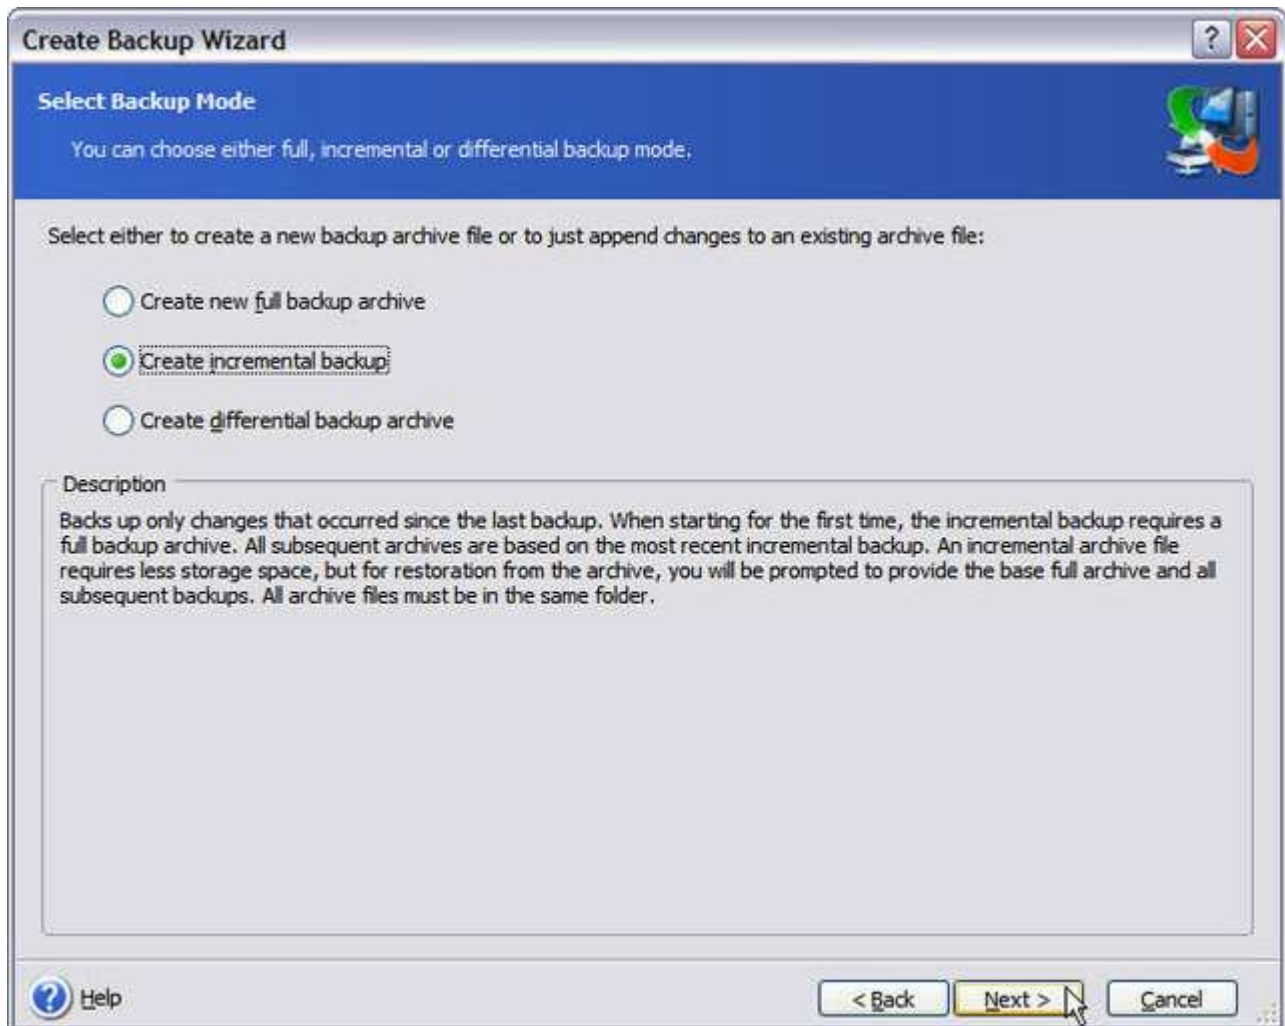 Create Backup Wizard
?
Select Backup Mode
You can choose either full, incremental or differential backup mode.
Select either to create a new backup archive file or to just append changes to an existing archive file:
Create new full backup archive
Create incremental backup
Create differential backup archive
Description
Backs up only changes that occurred since the last backup. When starting for the first time, the incremental backup requires a
full backup archive. All subsequent archives are based on the most recent incremental backup. An incremental archive file
requires less storage space, but for restoration from the archive, you will be prompted to provide the base full archive and all
subsequent backups. All archive files must be in the same folder.
? Help
< Back
Next >
Cancel